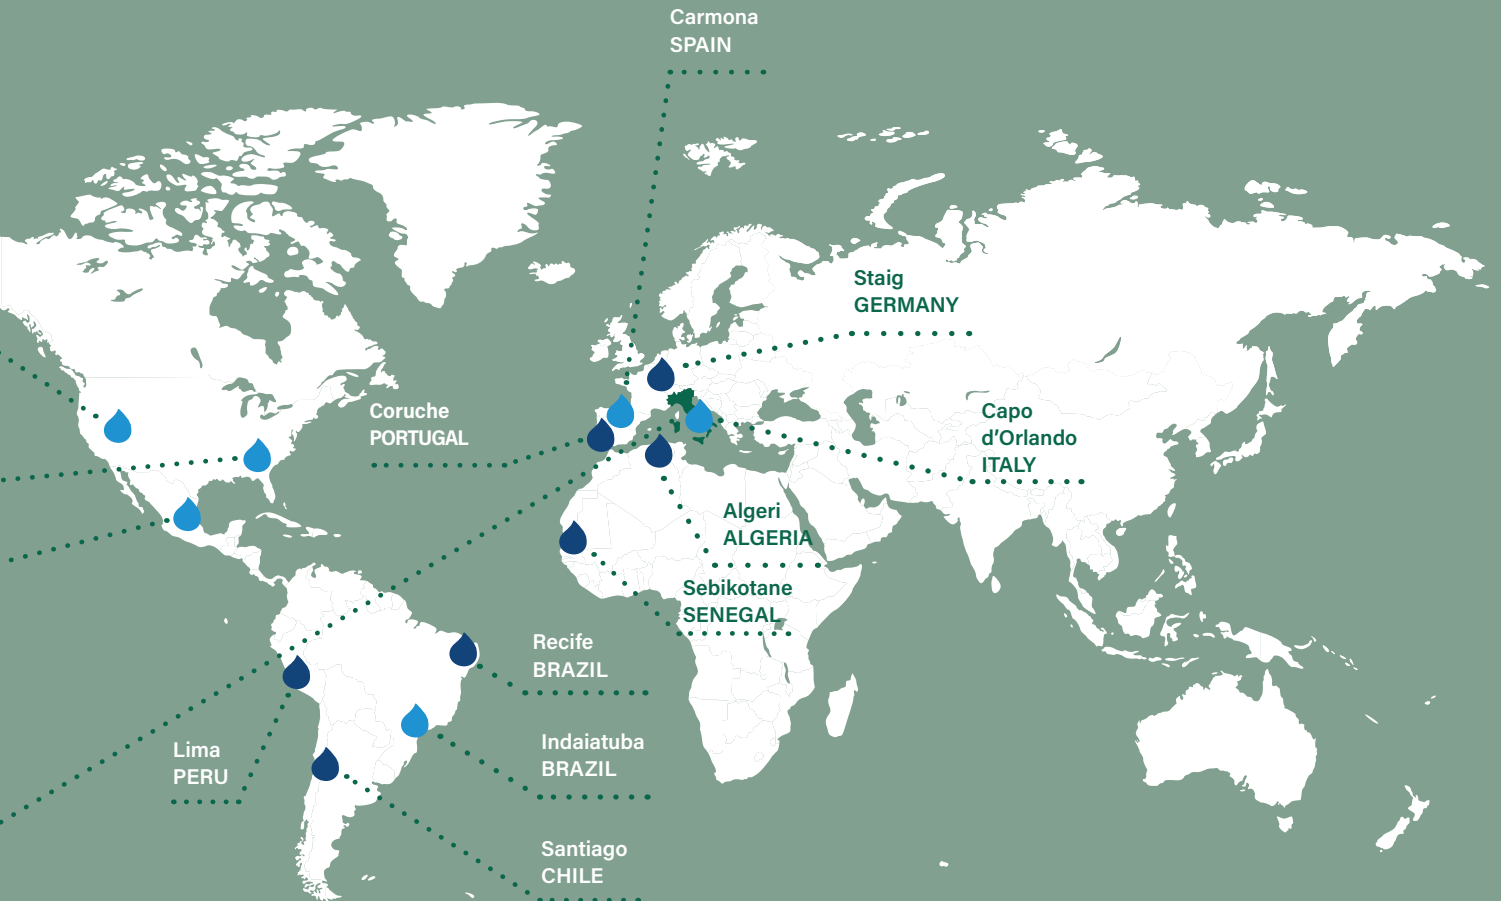 Carmona
SPAIN
Staig
GERMANY
Coruche
PORTUGAL
Capo
d’Orlando
ITALY
Algeri
ALGERIA
Sebikotane
SENEGAL
Recife
BRAZIL
Indaiatuba
BRAZIL
Lima
PERU
Santiago
CHILE